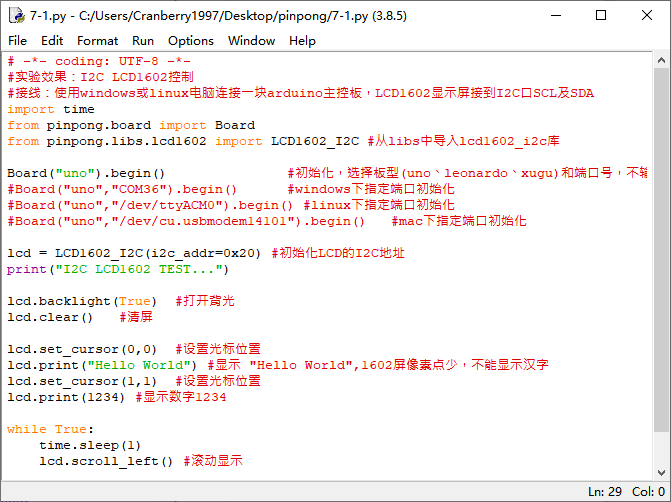 7-1.py - C:/Users/Cranberry1997/Desktop/pinpong/7-1.py (3.8.5)
File Edit Format Run Options Window Help
# -*- coding: UTF-8 -*-
#实验效果：I2C LCD1602控制
#接线：使用windows或linux电脑连接一块arduino主控板，LCD1602显示屏接到I2C口SCL及SDA
import time
from pinpong.board import Board
from pinpong.libs.lcd1602 import LCD1602_I2C #从libs中导入lcd1602_i2c库
Board("uno").begin() #初始化，选择板型(uno、leonardo、xugu)和端口号，不输
#Board("uno","COM36").begin() #windows下指定端口初始化
#Board("uno","/dev/ttyACM0").begin() #linux下指定端口初始化
#Board("uno","/dev/cu.usbmodem14101").begin() #mac下指定端口初始化
lcd = LCD1602_I2C(i2c_addr=0x20) #初始化LCD的I2C地址
print("I2C LCD1602 TEST...")
lcd.backlight(True) #打开背光
lcd.clear() #清屏
lcd.set_cursor(0,0) #设置光标位置
lcd.print("Hello World") #显示 "Hello World",1602屏像素点少，不能显示汉字
lcd.set_cursor(1,1) #设置光标位置
lcd.print(1234) #显示数字1234
while True:
    time.sleep(1)
    lcd.scroll_left() #滚动显示
Ln: 29 Col: 0